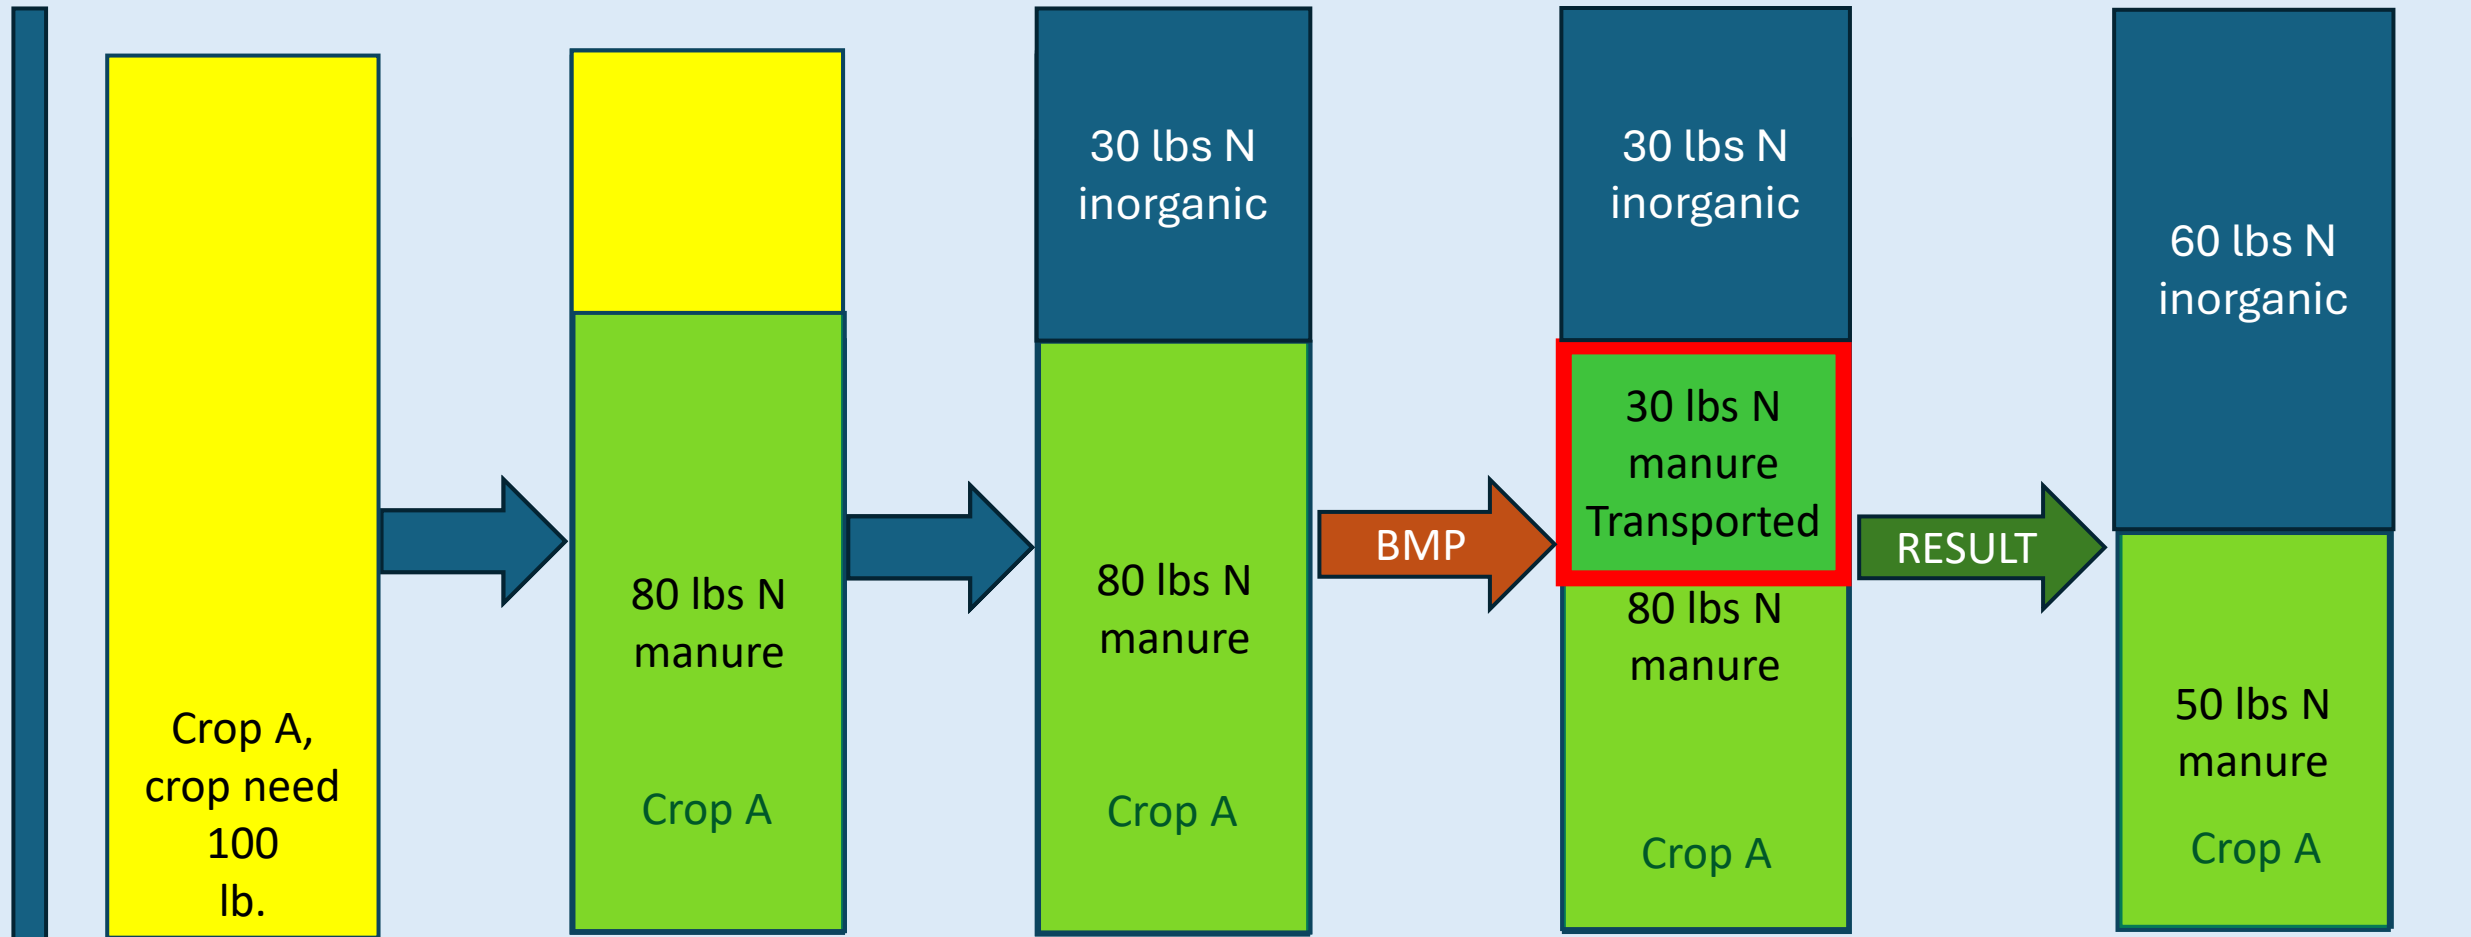 Crop A,
crop need
100
lb.
80 lbs N
manure
Crop A
30 lbs N
inorganic
80 lbs N
manure
Crop A
BMP
30 lbs N
inorganic
30 lbs N
manure
Transported
80 lbs N
manure
Crop A
RESULT
60 lbs N
inorganic
50 lbs N
manure
Crop A